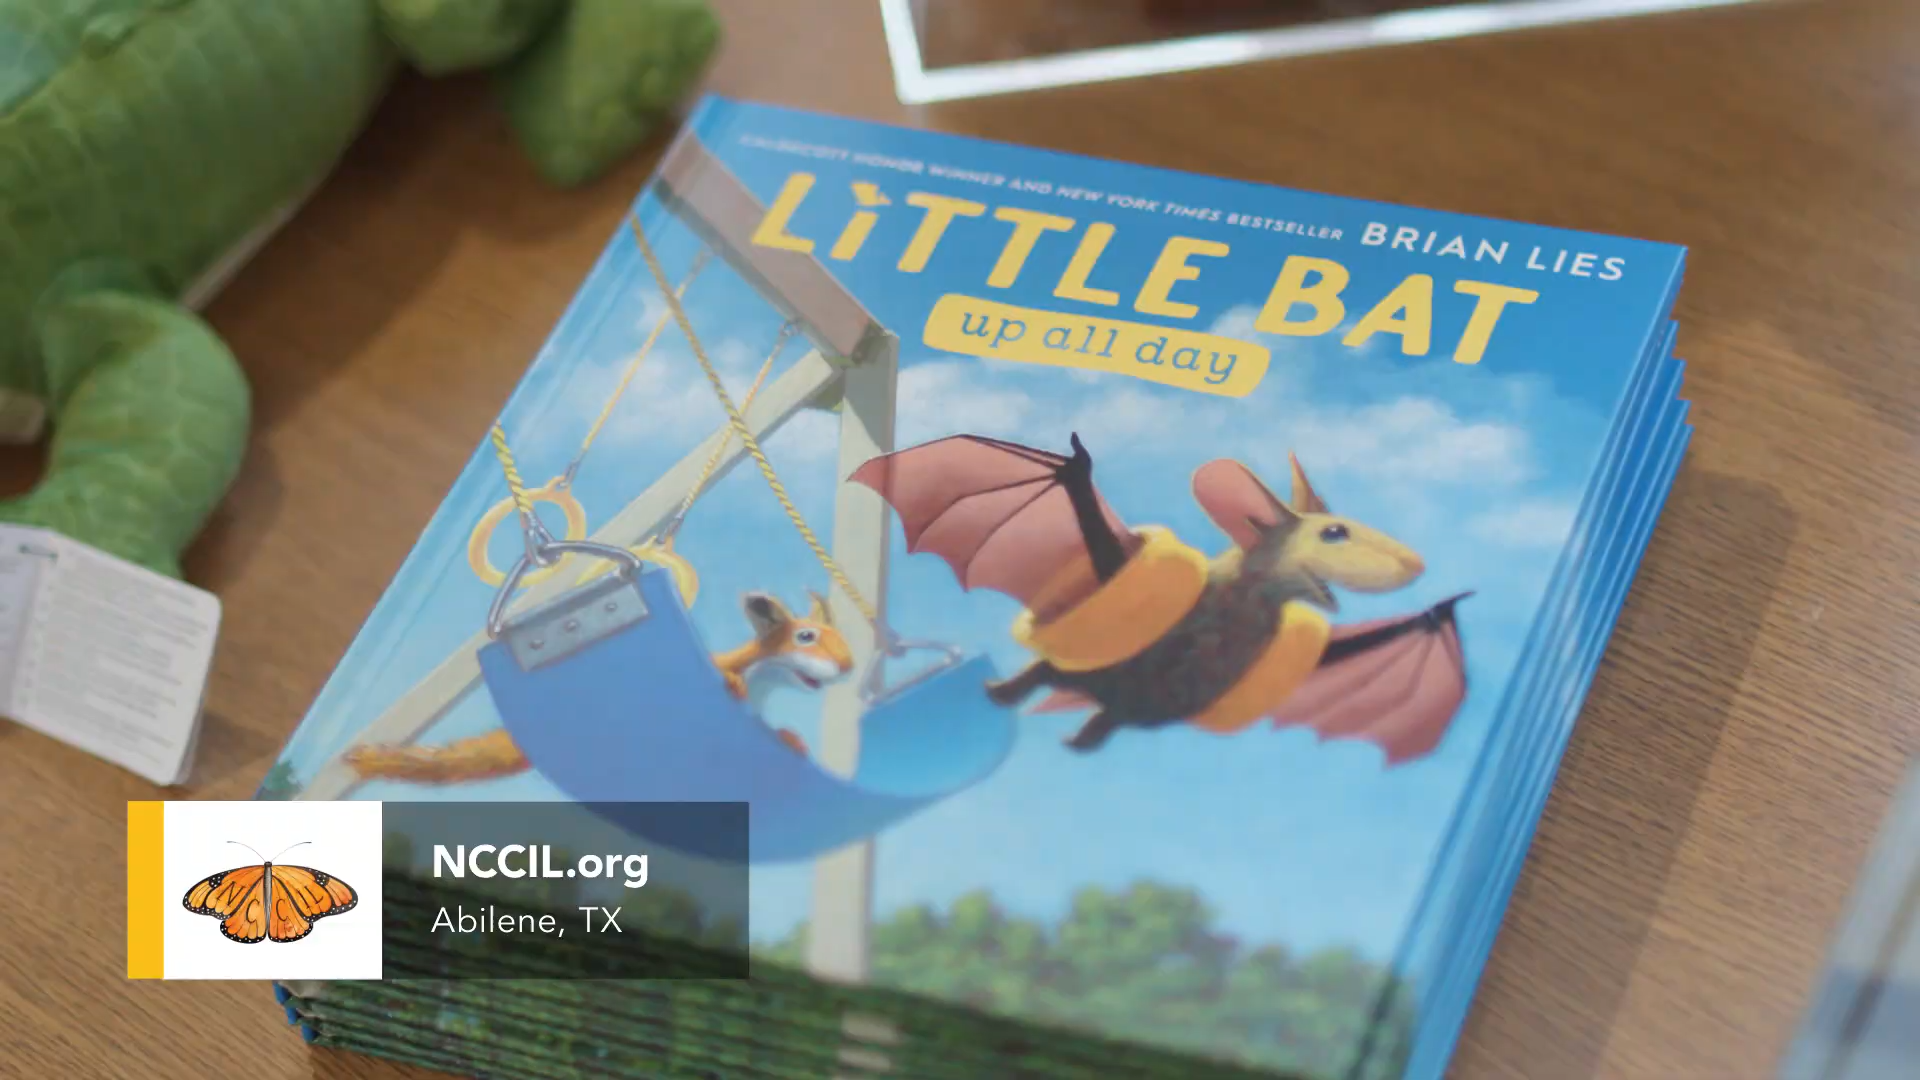 CALDECOTT HONOR WINNER AND NEW YORK TIMES BESTSELLER BRIAN LIES
LiTTLE BAT
up all day
NCCIL
NCCIL.org
Abilene, TX